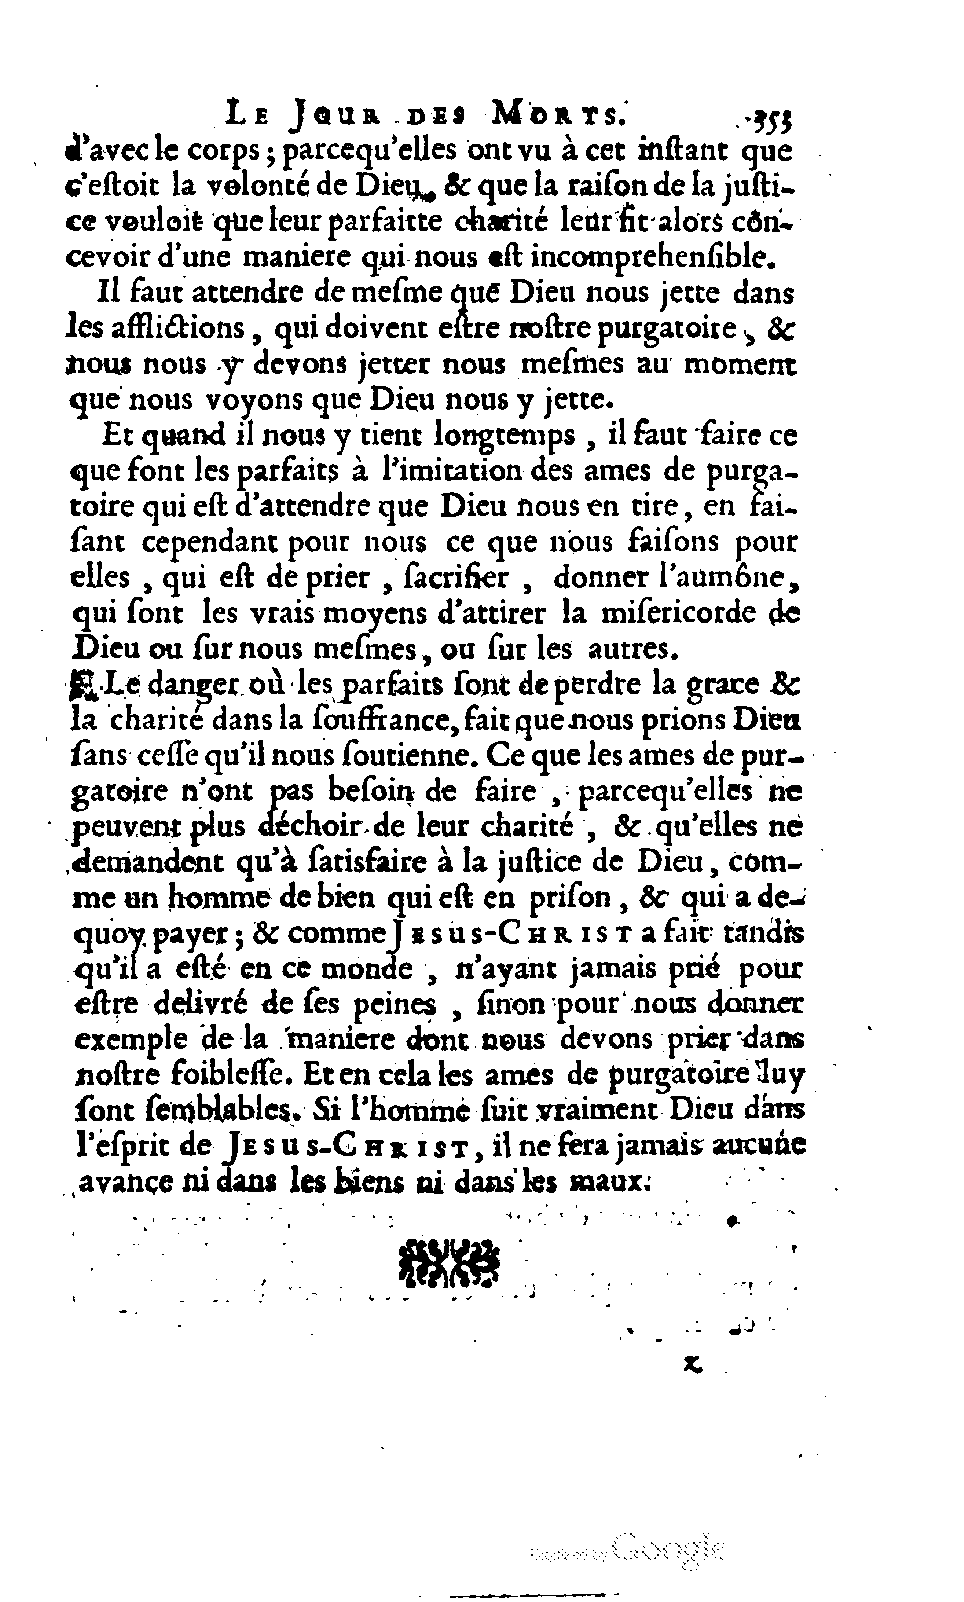 LE JOUR DES MORTS. 353
d'avec le corps ; parcequ'elles ont vu à cet inſtant que
c'eſtoit la volonté de Dieu, & que la raiſon de la juſti-
ce vouloit que leur parfaitte charité leur fit alors con-
cevoir d'une maniere qui nous eſt incomprehenſible.
Il faut attendre de meſme que Dieu nous jette dans
les afflictions , qui doivent eſtre noſtre purgatoire , &
nous nous y devons jetter nous meſmes au moment
que nous voyons que Dieu nous y jette.
Et quand il nous y tient longtemps , il faut faire ce
que font les parfaits à l'imitation des ames de purga-
toire qui eſt d'attendre que Dieu nous en tire, en fai-
ſant cependant pour nous ce que nous faiſons pour
elles , qui eſt de prier , ſacrifier , donner l'aumône,
qui ſont les vrais moyens d'attirer la miſericorde de
Dieu ou ſur nous meſmes, ou ſur les autres.
Le danger où les parfaits ſont de perdre la grace &
la charité dans la ſouffrance, fait que nous prions Dieu
ſans ceſſe qu'il nous ſoutienne. Ce que les ames de pur-
gatoire n'ont pas beſoin de faire , parcequ'elles ne
peuvent plus déchoir de leur charité , & qu'elles ne
demandent qu'à ſatisfaire à la juſtice de Dieu, com-
me un homme de bien qui eſt en priſon , & qui a de-
quoy payer ; & comme JESUS-CHRIST a fait tandis
qu'il a eſté en ce monde , n'ayant jamais prié pour
eſtre delivré de ſes peines , ſinon pour nous donner
exemple de la maniere dont nous devons prier dans
noſtre foibleſſe. Et en cela les ames de purgatoire luy
ſont ſemblables. Si l'homme ſuit vraiment Dieu dans
l'eſprit de JESUS-CHRIST, il ne fera jamais aucune
avance ni dans les biens ni dans les maux.
Z
Google